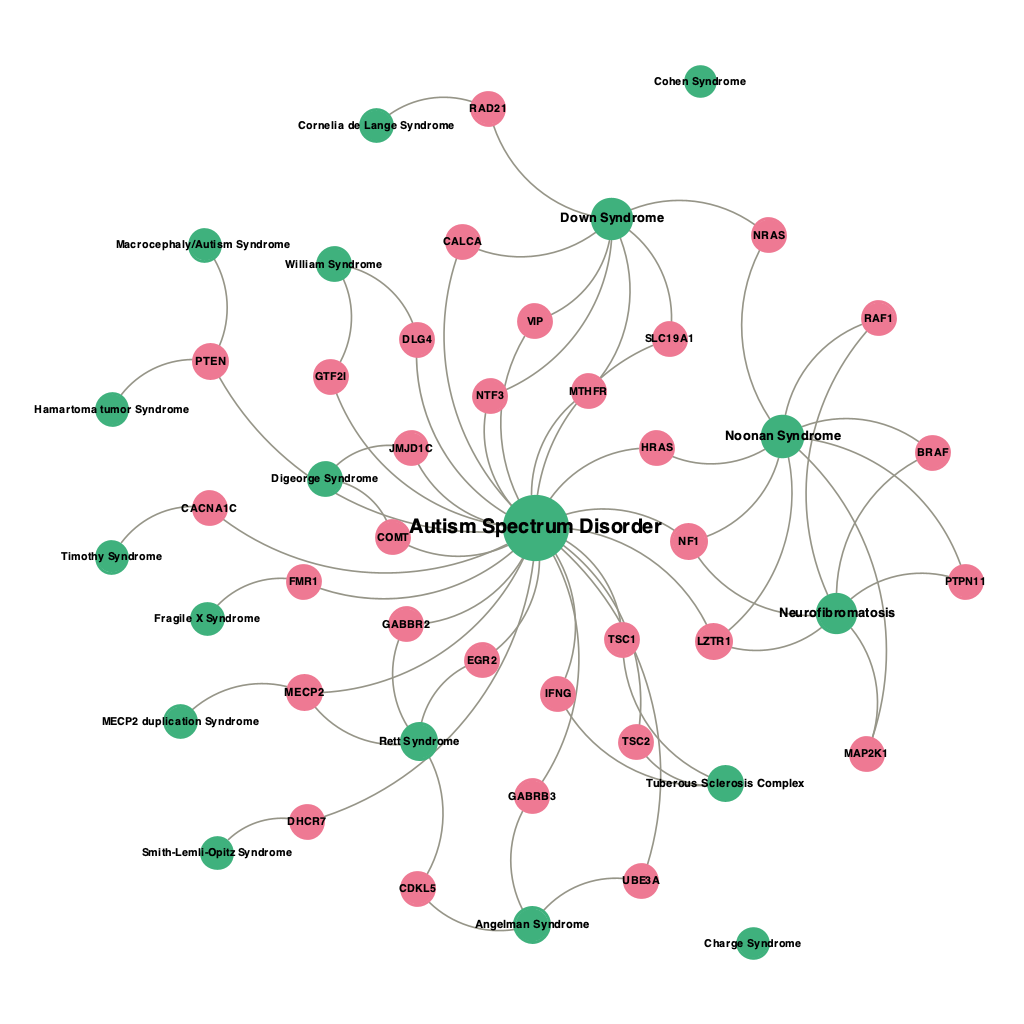 Cohen Syndrome
RAD21
Cornelia de Lange Syndrome
Down Syndrome
NRAS
CALCA
Macrocephaly/Autism Syndrome
William Syndrome
RAF1
VIP
DLG4
SLC19A1
PTEN
GTF2I
MTHFR
NTF3
Hamartoma tumor Syndrome
Noonan Syndrome
JMJD1C
HRAS
BRAF
Digeorge Syndrome
CACNA1C
Autism Spectrum Disorder
COMT
NF1
Timothy Syndrome
FMR1
PTPN11
Neurofibromatosis
Fragile X Syndrome
GABBR2
TSC1
LZTR1
EGR2
MECP2
IFNG
MECP2 duplication Syndrome
Rett Syndrome
TSC2
MAP2K1
Tuberous Sclerosis Complex
GABRB3
DHCR7
Smith-Lemli-Opitz Syndrome
UBE3A
CDKL5
Angelman Syndrome
Charge Syndrome